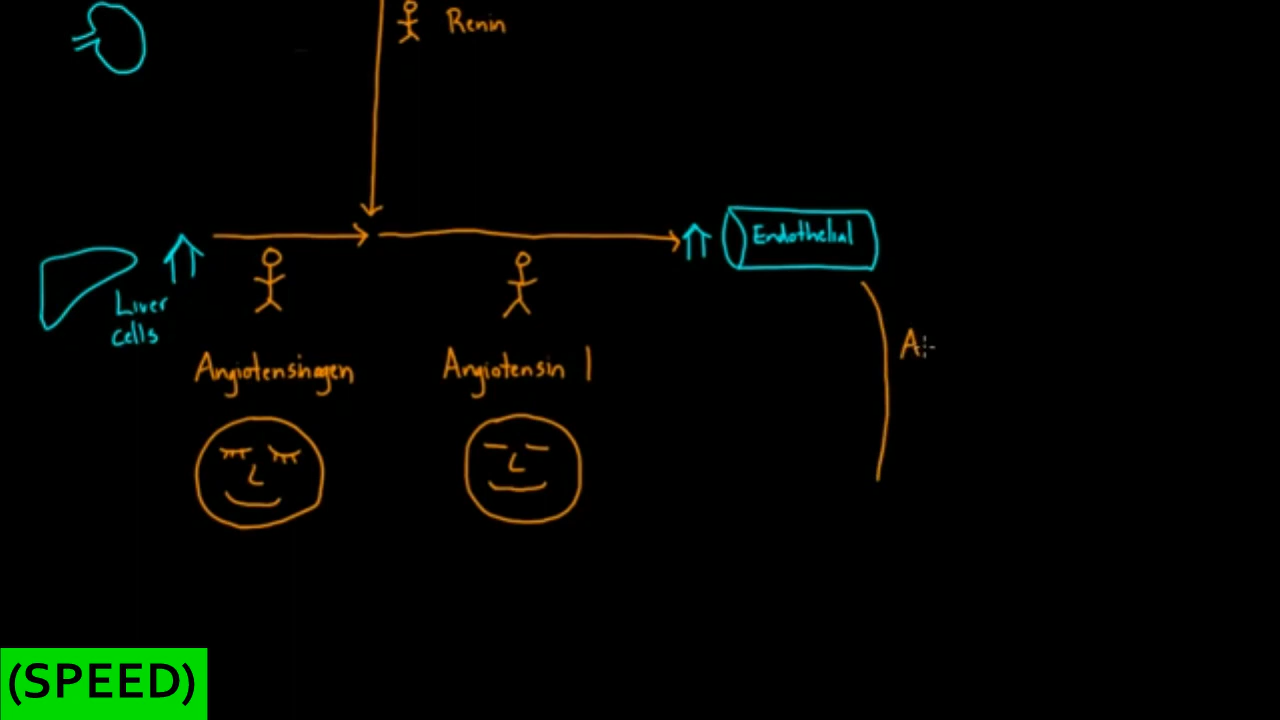 Renin
Endothelial
Liver
cells
A
Angiotensinogen
Angiotensin 1
(SPEED)